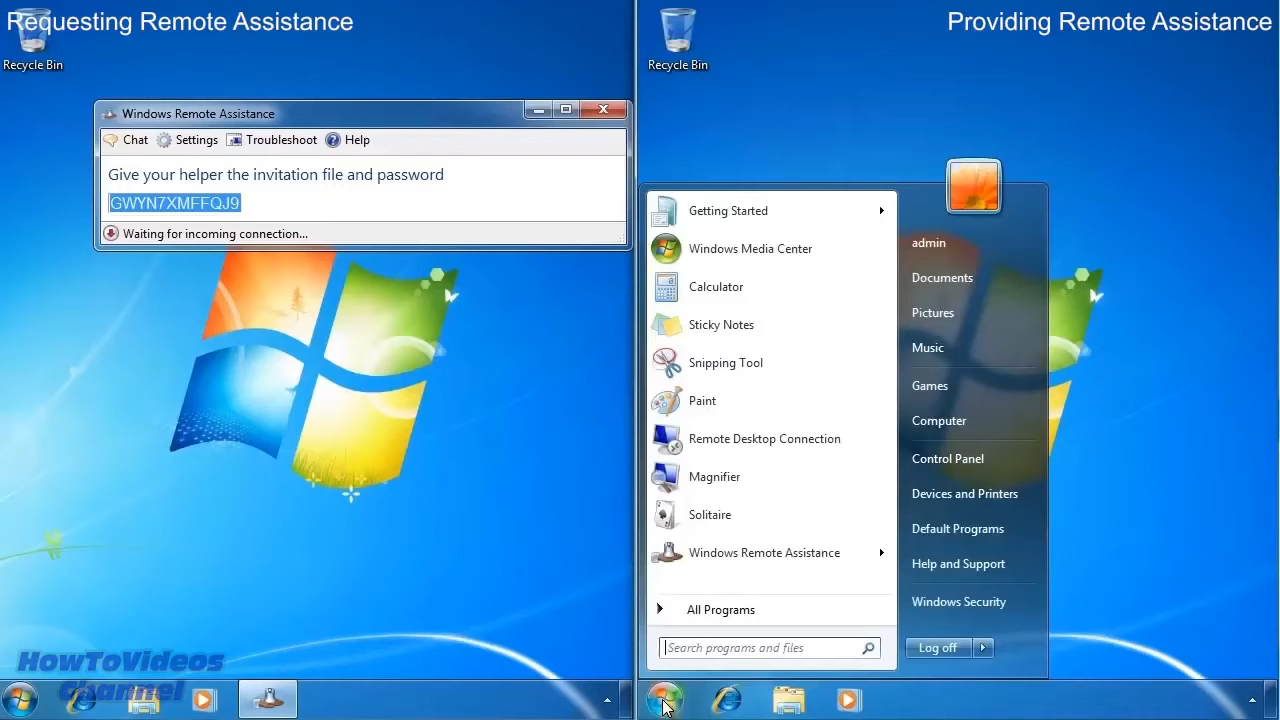 Requesting Remote Assistance
Recycle Bin
Windows Remote Assistance
Chat Settings Troubleshoot Help
Give your helper the invitation file and password
GWYN7XMFFQJ9
Waiting for incoming connection...
HowToVideos
Channel
Providing Remote Assistance
Recycle Bin
Getting Started
Windows Media Center
Calculator
Sticky Notes
Snipping Tool
Paint
Remote Desktop Connection
Magnifier
Solitaire
Windows Remote Assistance
All Programs
Search programs and files
admin
Documents
Pictures
Music
Games
Computer
Control Panel
Devices and Printers
Default Programs
Help and Support
Windows Security
Log off